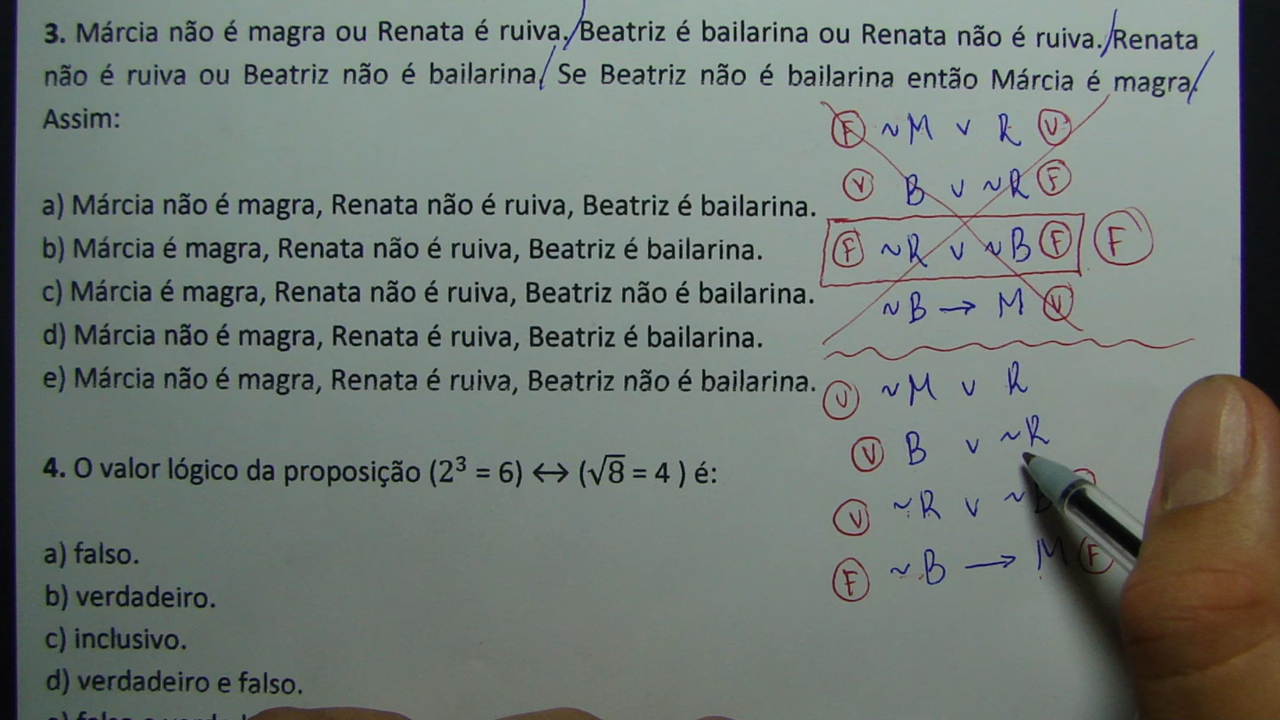 3. Márcia não é magra ou Renata é ruiva. Beatriz é bailarina ou Renata não é ruiva. Renata
não é ruiva ou Beatriz não é bailarina. Se Beatriz não é bailarina então Márcia é magra.
Assim:
F ~M v R V
V B v ~R F
a) Márcia não é magra, Renata não é ruiva, Beatriz é bailarina.
b) Márcia é magra, Renata não é ruiva, Beatriz é bailarina.
F ~R v ~B F F
c) Márcia é magra, Renata não é ruiva, Beatriz não é bailarina.
~B → M V
d) Márcia não é magra, Renata é ruiva, Beatriz é bailarina.
e) Márcia não é magra, Renata é ruiva, Beatriz não é bailarina.
V ~M v R
V B v ~R
4. O valor lógico da proposição (2³ = 6) ↔ (√8 = 4 ) é:
V ~R v ~
F ~B → M F
a) falso.
b) verdadeiro.
c) inclusivo.
d) verdadeiro e falso.